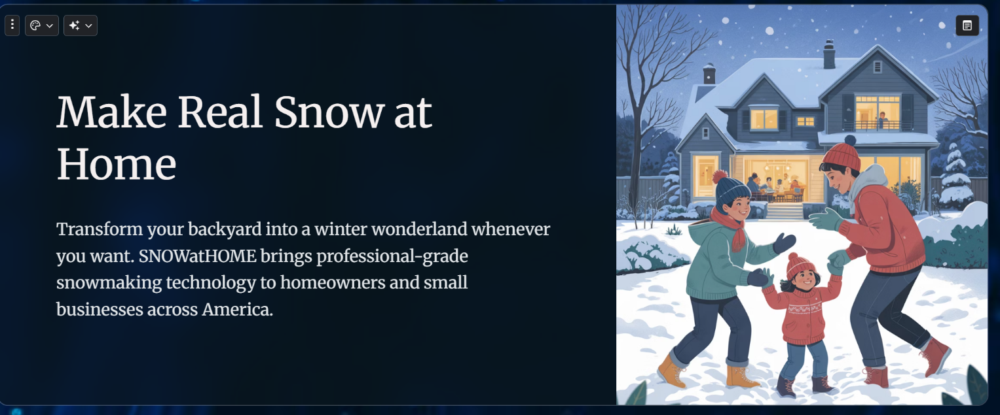 Make Real Snow at
Home
Transform your backyard into a winter wonderland whenever
you want. SNOWatHOME brings professional-grade
snowmaking technology to homeowners and small
businesses across America.